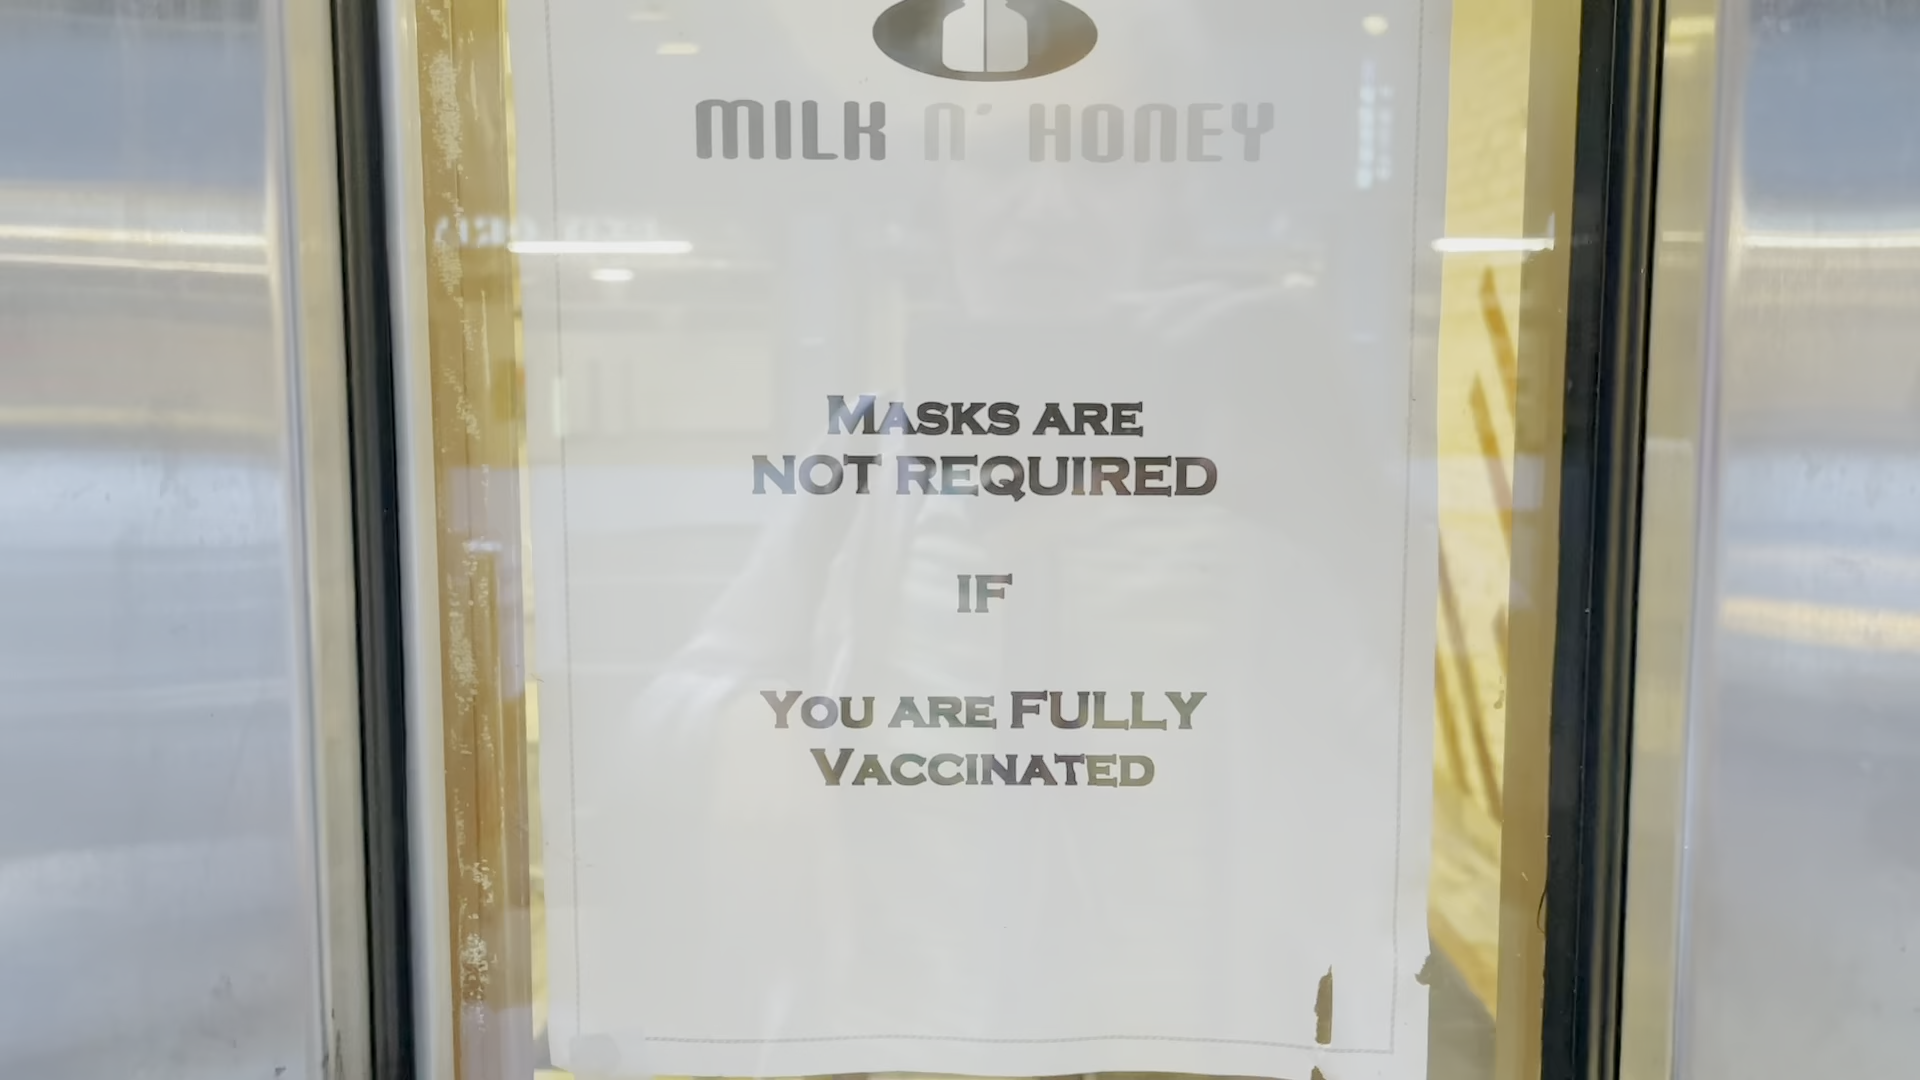 MILK N' HONEY
MASKS ARE
NOT REQUIRED
IF
YOU ARE FULLY
VACCINATED